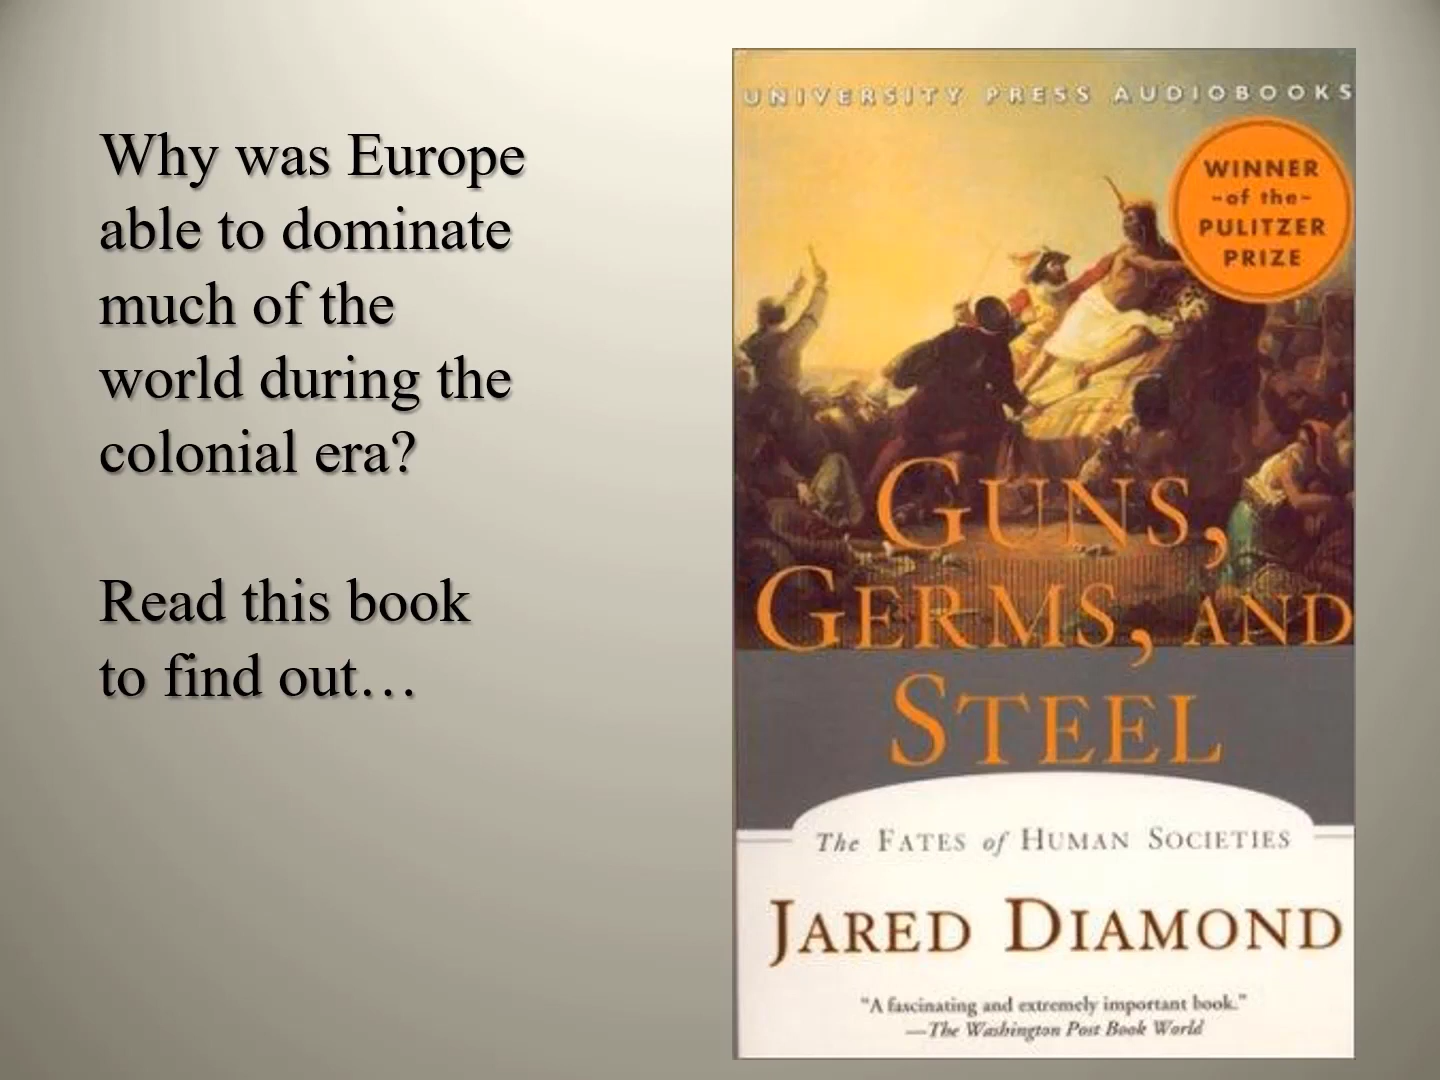 Why was Europe
able to dominate
much of the
world during the
colonial era?
Read this book
to find out…
UNIVERSITY PRESS AUDIOBOOKS
WINNER
-of the-
PULITZER
PRIZE
GUNS,
GERMS, AND
STEEL
The FATES of HUMAN SOCIETIES
JARED DIAMOND
"A fascinating and extremely important book."
—The Washington Post Book World